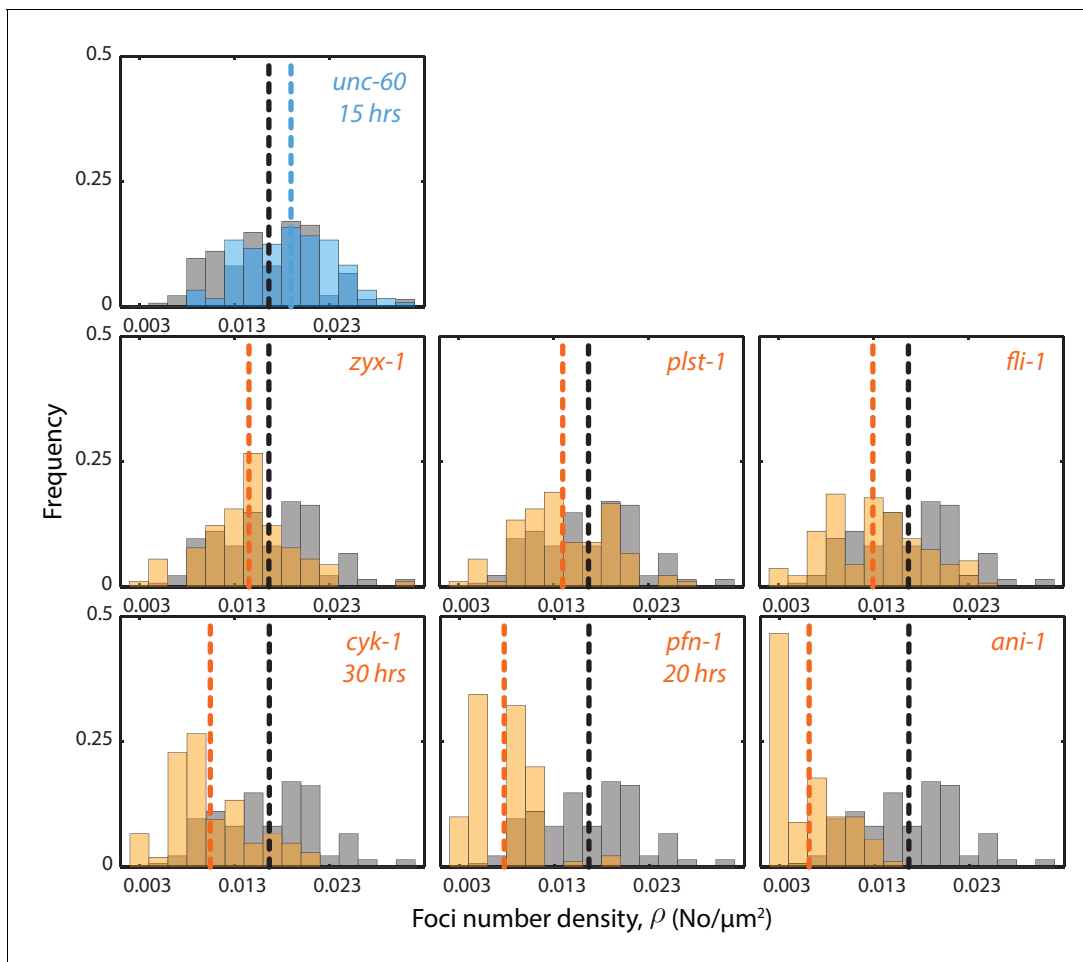 0.5
unc-60
15 hrs
0.25
0
0.003 0.013 0.023
0.5
zyx-1 plst-1 fli-1
0.25
0
0.003 0.013 0.023 0.003 0.013 0.023 0.003 0.013 0.023
0.5
cyk-1 pfn-1 ani-1
30 hrs 20 hrs
0.25
0
0.003 0.013 0.023 0.003 0.013 0.023 0.003 0.013 0.023
Frequency
Foci number density, ρ (No/μm²)